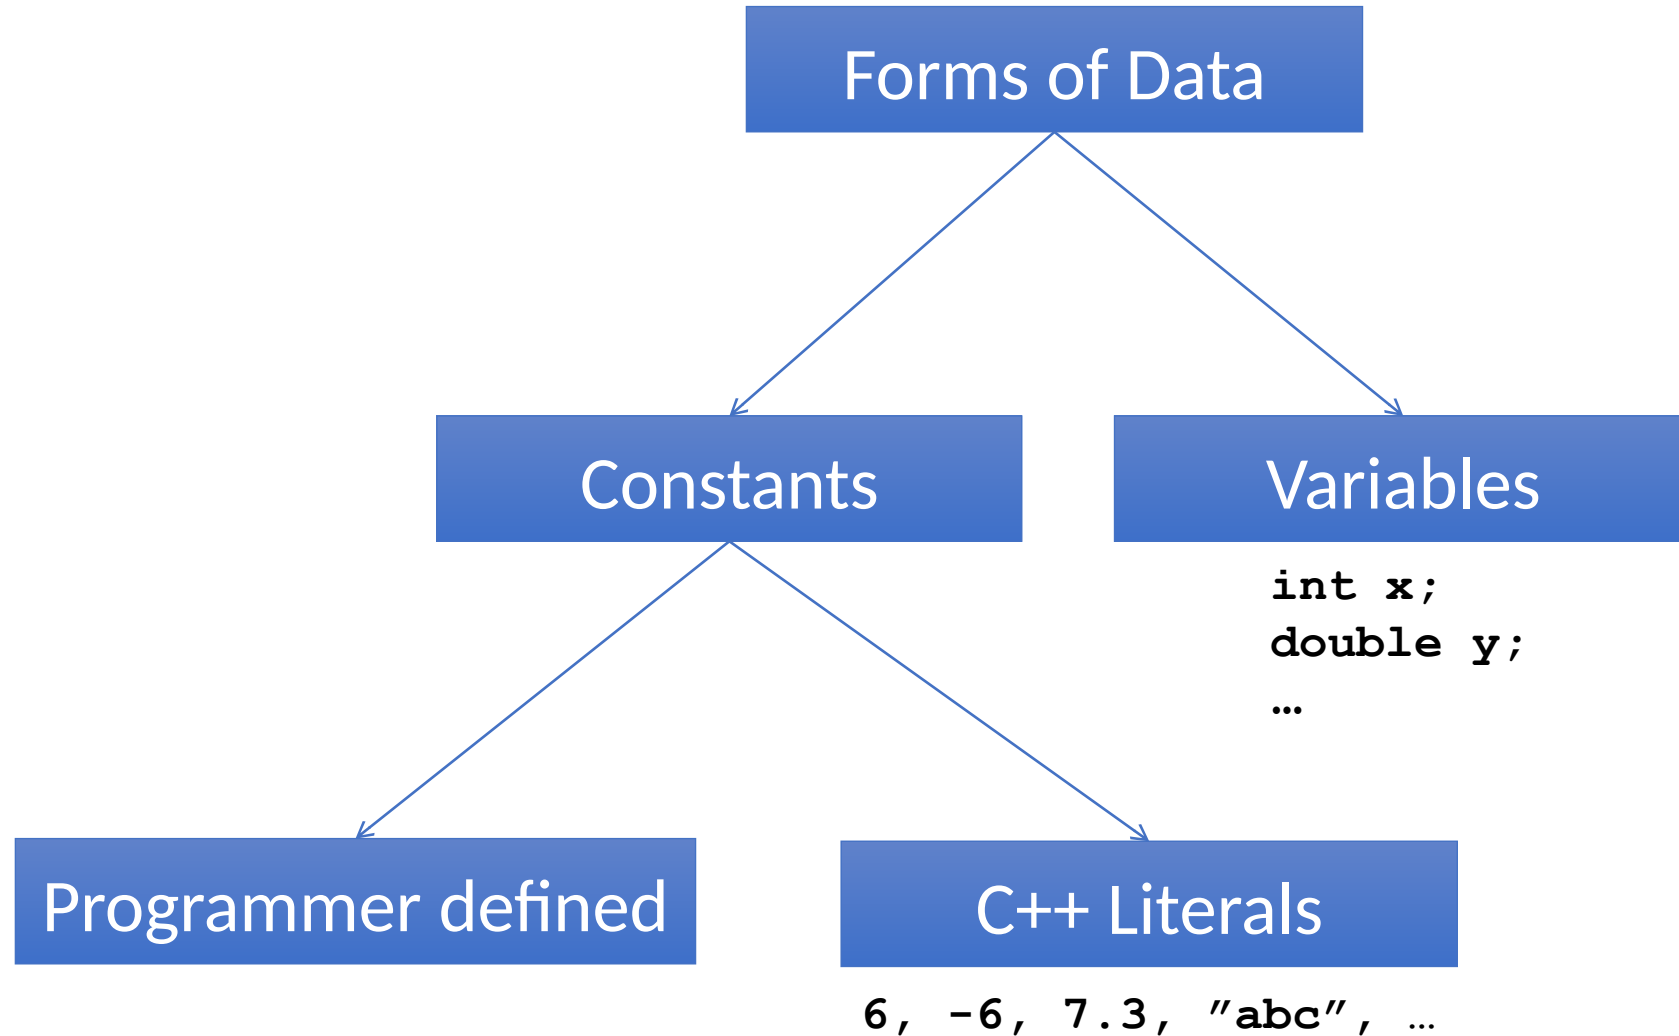 Forms of Data
Constants
Variables
int x;
double y;
…
Programmer defined
C++ Literals
6, -6, 7.3, ”abc”, …